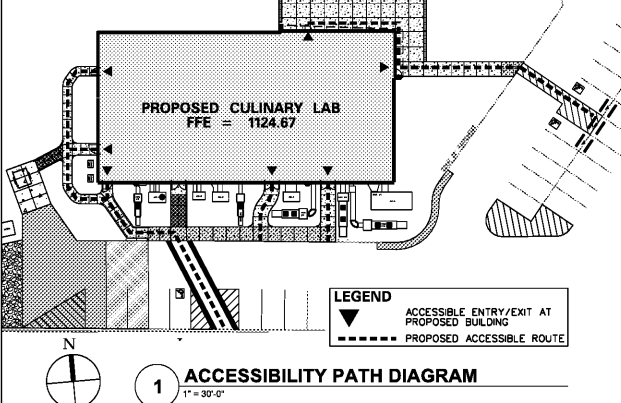 PROPOSED CULINARY LAB
FFE = 1124.67
LEGEND
ACCESSIBLE ENTRY/EXIT AT
PROPOSED BUILDING
PROPOSED ACCESSIBLE ROUTE
N
1
ACCESSIBILITY PATH DIAGRAM
1" = 30'-0"